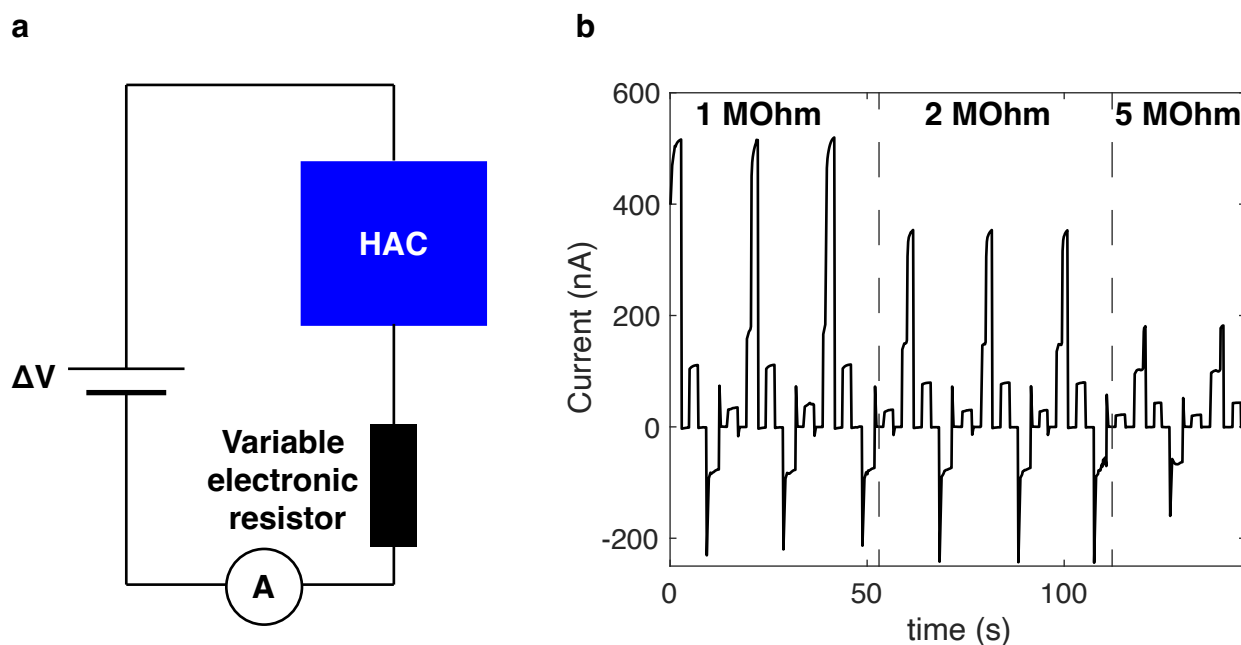 a
HAC
ΔV
Variable
electronic
resistor
A
b
1 MOhm
2 MOhm
5 MOhm
Current (nA)
600
400
200
0
-200
0
50
100
time (s)